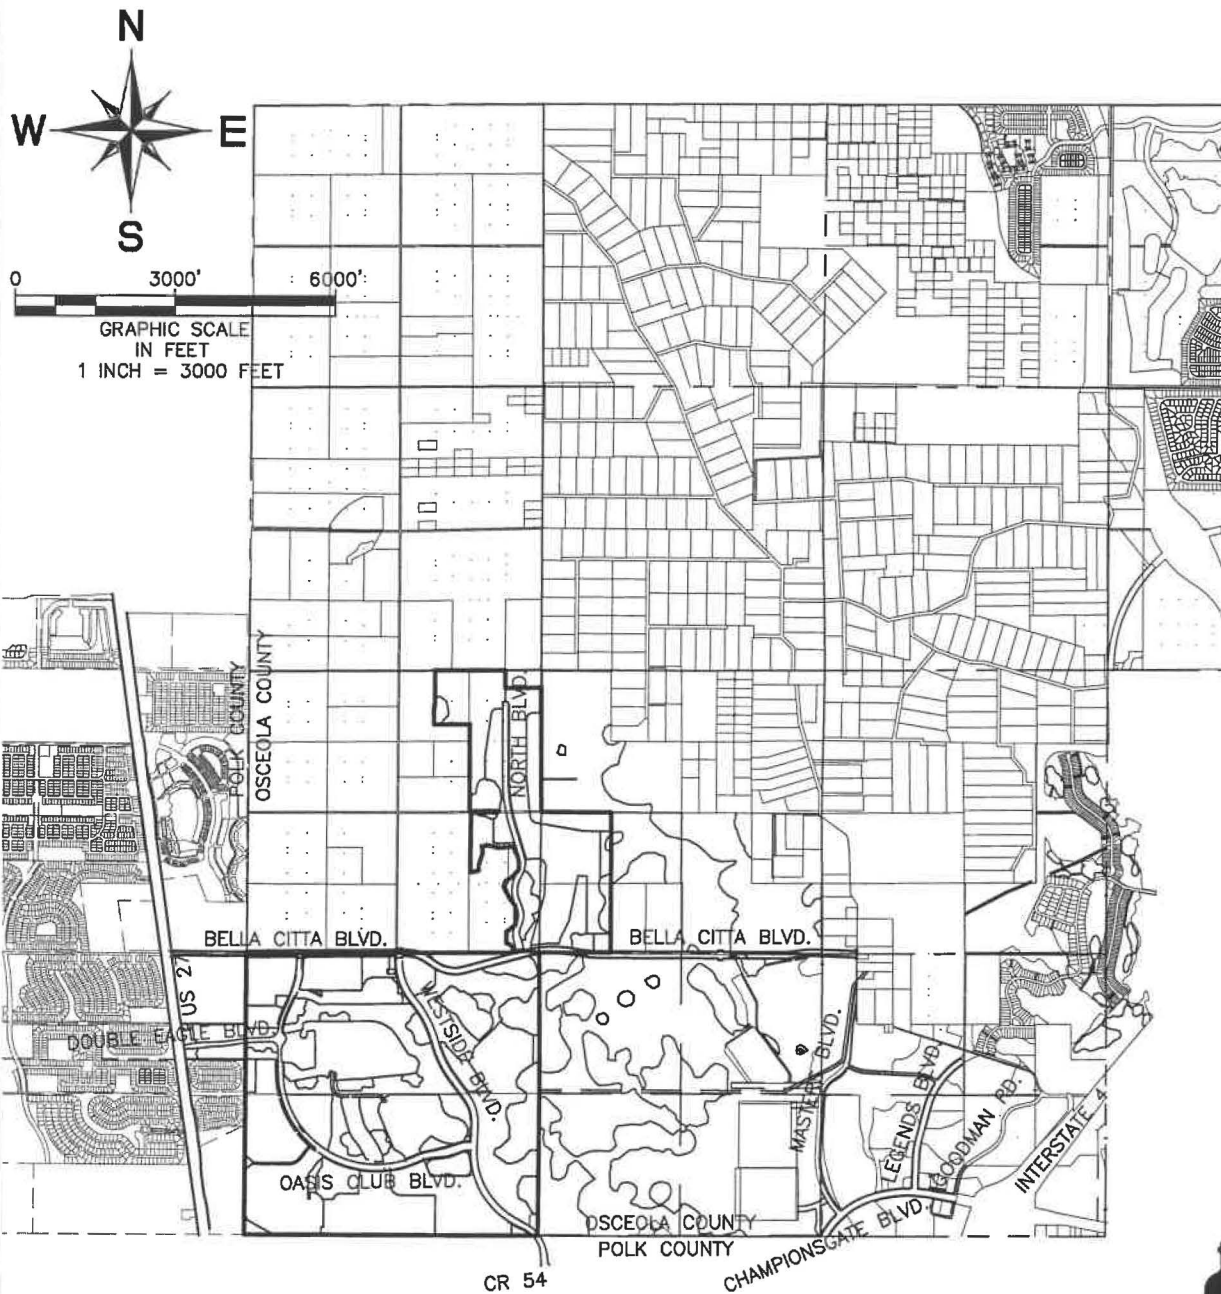 N
W E
S
0 3000' 6000'
GRAPHIC SCALE
IN FEET
1 INCH = 3000 FEET
POLK COUNTY
OSCEOLA COUNTY
NORTH BLVD.
BELLA CITTA BLVD.
BELLA CITTA BLVD.
US 27
DOUBLE EAGLE BLVD.
WESTSIDE BLVD.
MASTERS BLVD.
LEGENDS BLVD.
GOODMAN RD.
INTERSTATE 4
OASIS CLUB BLVD.
OSCEOLA COUNTY
POLK COUNTY
CHAMPIONSGATE BLVD.
CR 54